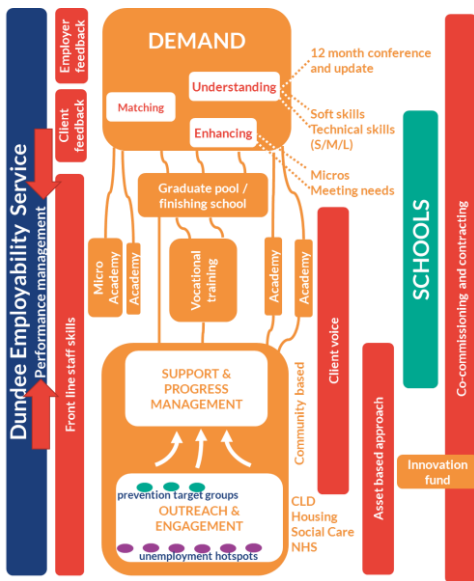 Dundee Employability Service
Performance management
Employer
feedback
Client
feedback
Front line staff skills
DEMAND
Understanding
Matching
Enhancing
12 month conference
and update
Soft skills
Technical skills
(S/M/L)
Micros
Meeting needs
Graduate pool /
finishing school
Micro
Academy
Academy
Vocational
training
Academy
Academy
SUPPORT &
PROGRESS
MANAGEMENT
Community based
prevention target groups
OUTREACH &
ENGAGEMENT
unemployment hotspots
CLD
Housing
Social Care
NHS
Client voice
Asset based approach
SCHOOLS
Innovation
fund
Co-commissioning and contracting